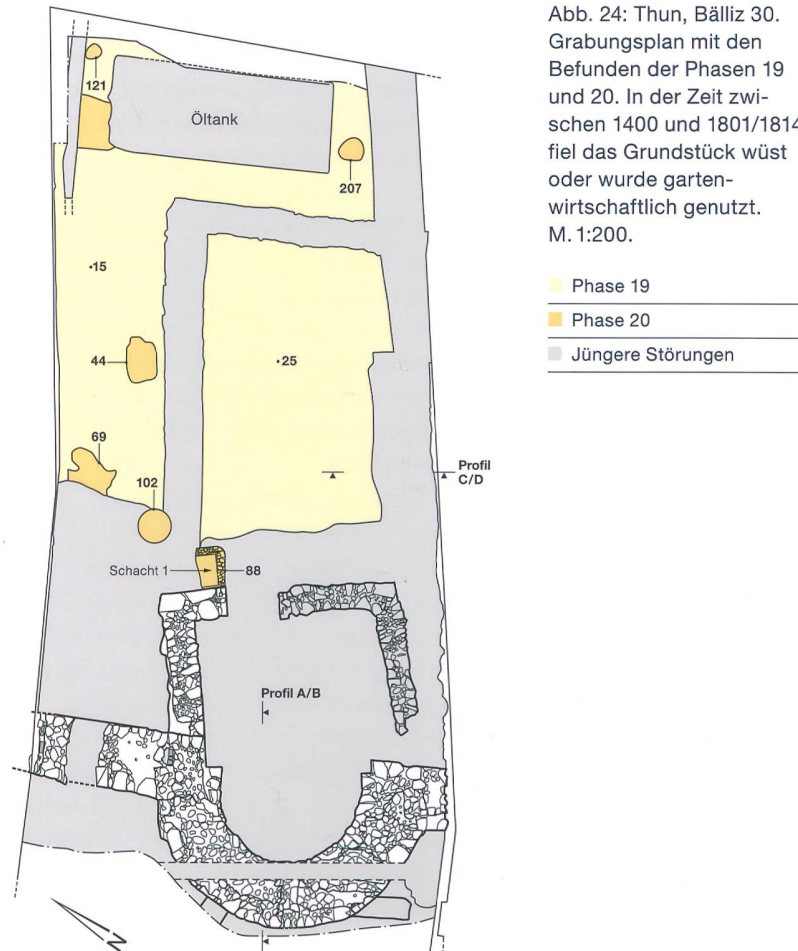 Abb. 24: Thun, Bälliz 30.
Grabungsplan mit den
Befunden der Phasen 19
und 20. In der Zeit zwi-
schen 1400 und 1801/1814
fiel das Grundstück wüst
oder wurde garten-
wirtschaftlich genutzt.
M. 1:200.
Phase 19
Phase 20
Jüngere Störungen
121
Öltank
207
15
44
25
69
102
Profil
C/D
Schacht 1
88
Profil A/B
N